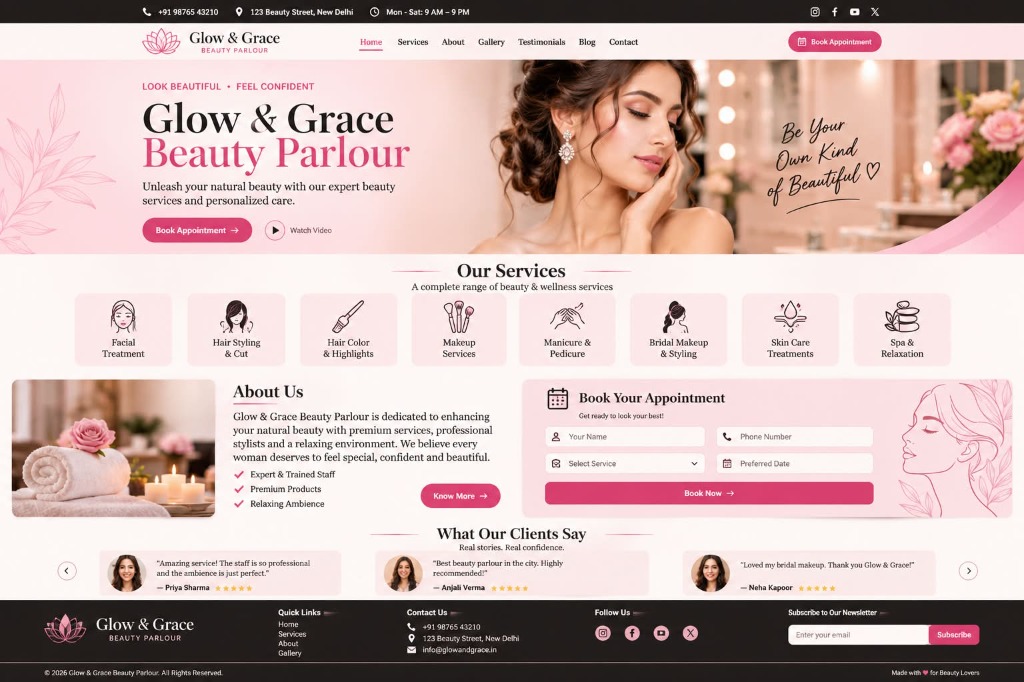 +91 98765 43210
123 Beauty Street, New Delhi
Mon - Sat: 9 AM – 9 PM
Glow & Grace
BEAUTY PARLOUR
Home
Services
About
Gallery
Testimonials
Blog
Contact
Book Appointment
LOOK BEAUTIFUL • FEEL CONFIDENT
Glow & Grace
Beauty Parlour
Unleash your natural beauty with our expert beauty
services and personalized care.
Book Appointment →
Watch Video
Be Your
Own Kind
of Beautiful ♡
Our Services
A complete range of beauty & wellness services
Facial
Treatment
Hair Styling
& Cut
Hair Color
& Highlights
Makeup
Services
Manicure &
Pedicure
Bridal Makeup
& Styling
Skin Care
Treatments
Spa &
Relaxation
About Us
Glow & Grace Beauty Parlour is dedicated to enhancing
your natural beauty with premium services, professional
stylists and a relaxing environment. We believe every
woman deserves to feel special, confident and beautiful.
Expert & Trained Staff
Premium Products
Relaxing Ambience
Know More →
Book Your Appointment
Get ready to look your best!
Your Name
Phone Number
Select Service
Preferred Date
Book Now →
What Our Clients Say
Real stories. Real confidence.
"Amazing service! The staff is so professional
and the ambience is just perfect."
— Priya Sharma ★★★★★
"Best beauty parlour in the city. Highly
recommended!"
— Anjali Verma ★★★★★
"Loved my bridal makeup. Thank you Glow & Grace!"
— Neha Kapoor ★★★★★
Glow & Grace
BEAUTY PARLOUR
Quick Links
Home
Services
About
Gallery
Contact Us
+91 98765 43210
123 Beauty Street, New Delhi
info@glowandgrace.in
Follow Us
Subscribe to Our Newsletter
Enter your email
Subscribe
© 2026 Glow & Grace Beauty Parlour. All Rights Reserved.
Made with ♥ for Beauty Lovers